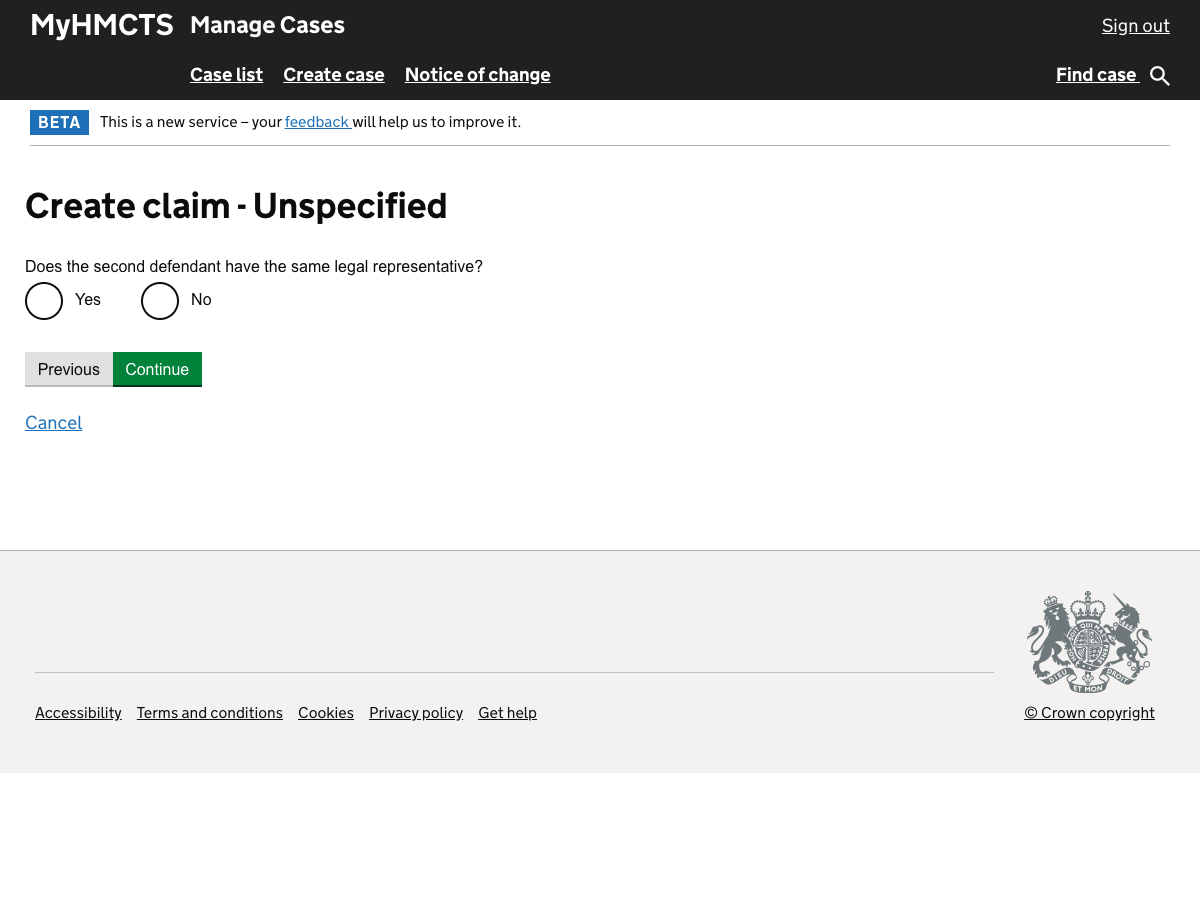 MyHMCTS Manage Cases Sign out
Case list Create case Notice of change Find case
BETA This is a new service – your feedback will help us to improve it.
Create claim - Unspecified
Does the second defendant have the same legal representative?
Yes No
Previous Continue
Cancel
DIEU ET MON DROIT
Accessibility Terms and conditions Cookies Privacy policy Get help © Crown copyright